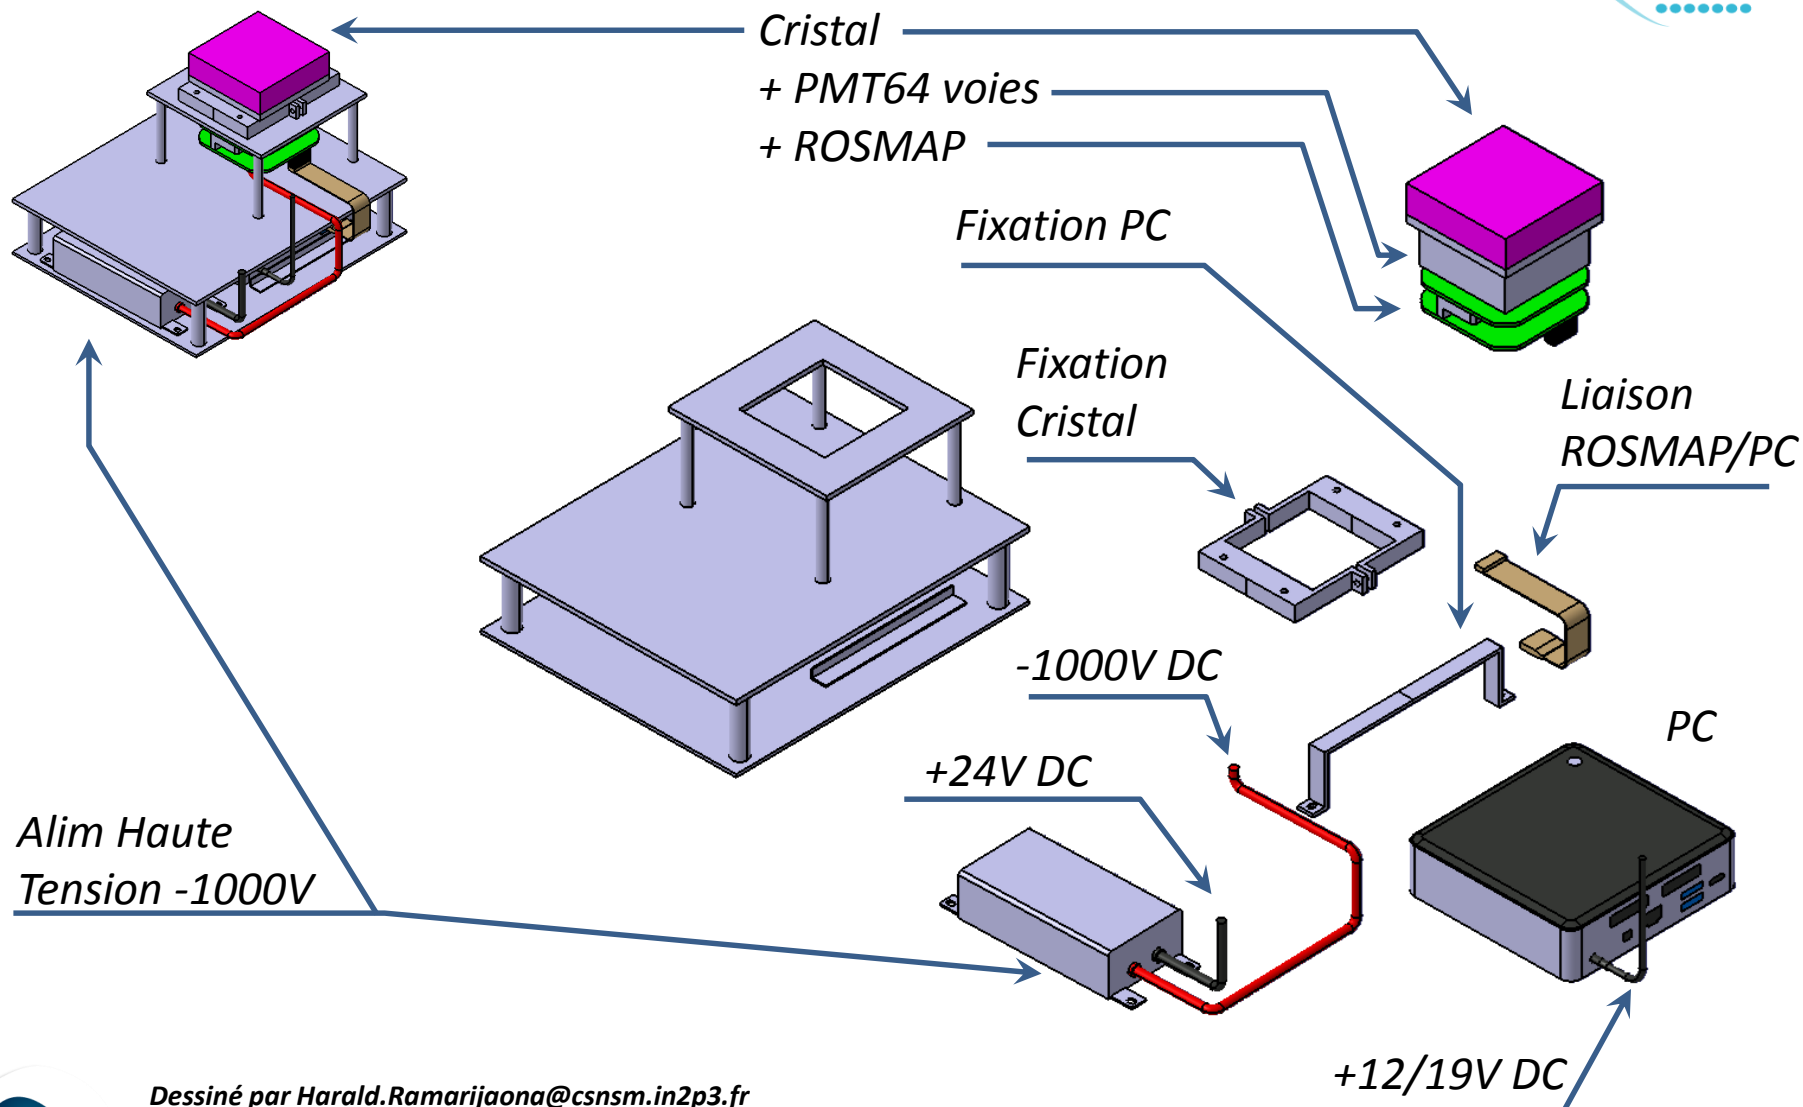 Cristal
+ PMT64 voies
+ ROSMAP
Fixation PC
Fixation
Cristal
Liaison
ROSMAP/PC
-1000V DC
PC
+24V DC
Alim Haute
Tension -1000V
+12/19V DC
Dessiné par Harald.Ramarijaona@csnsm.in2p3.fr